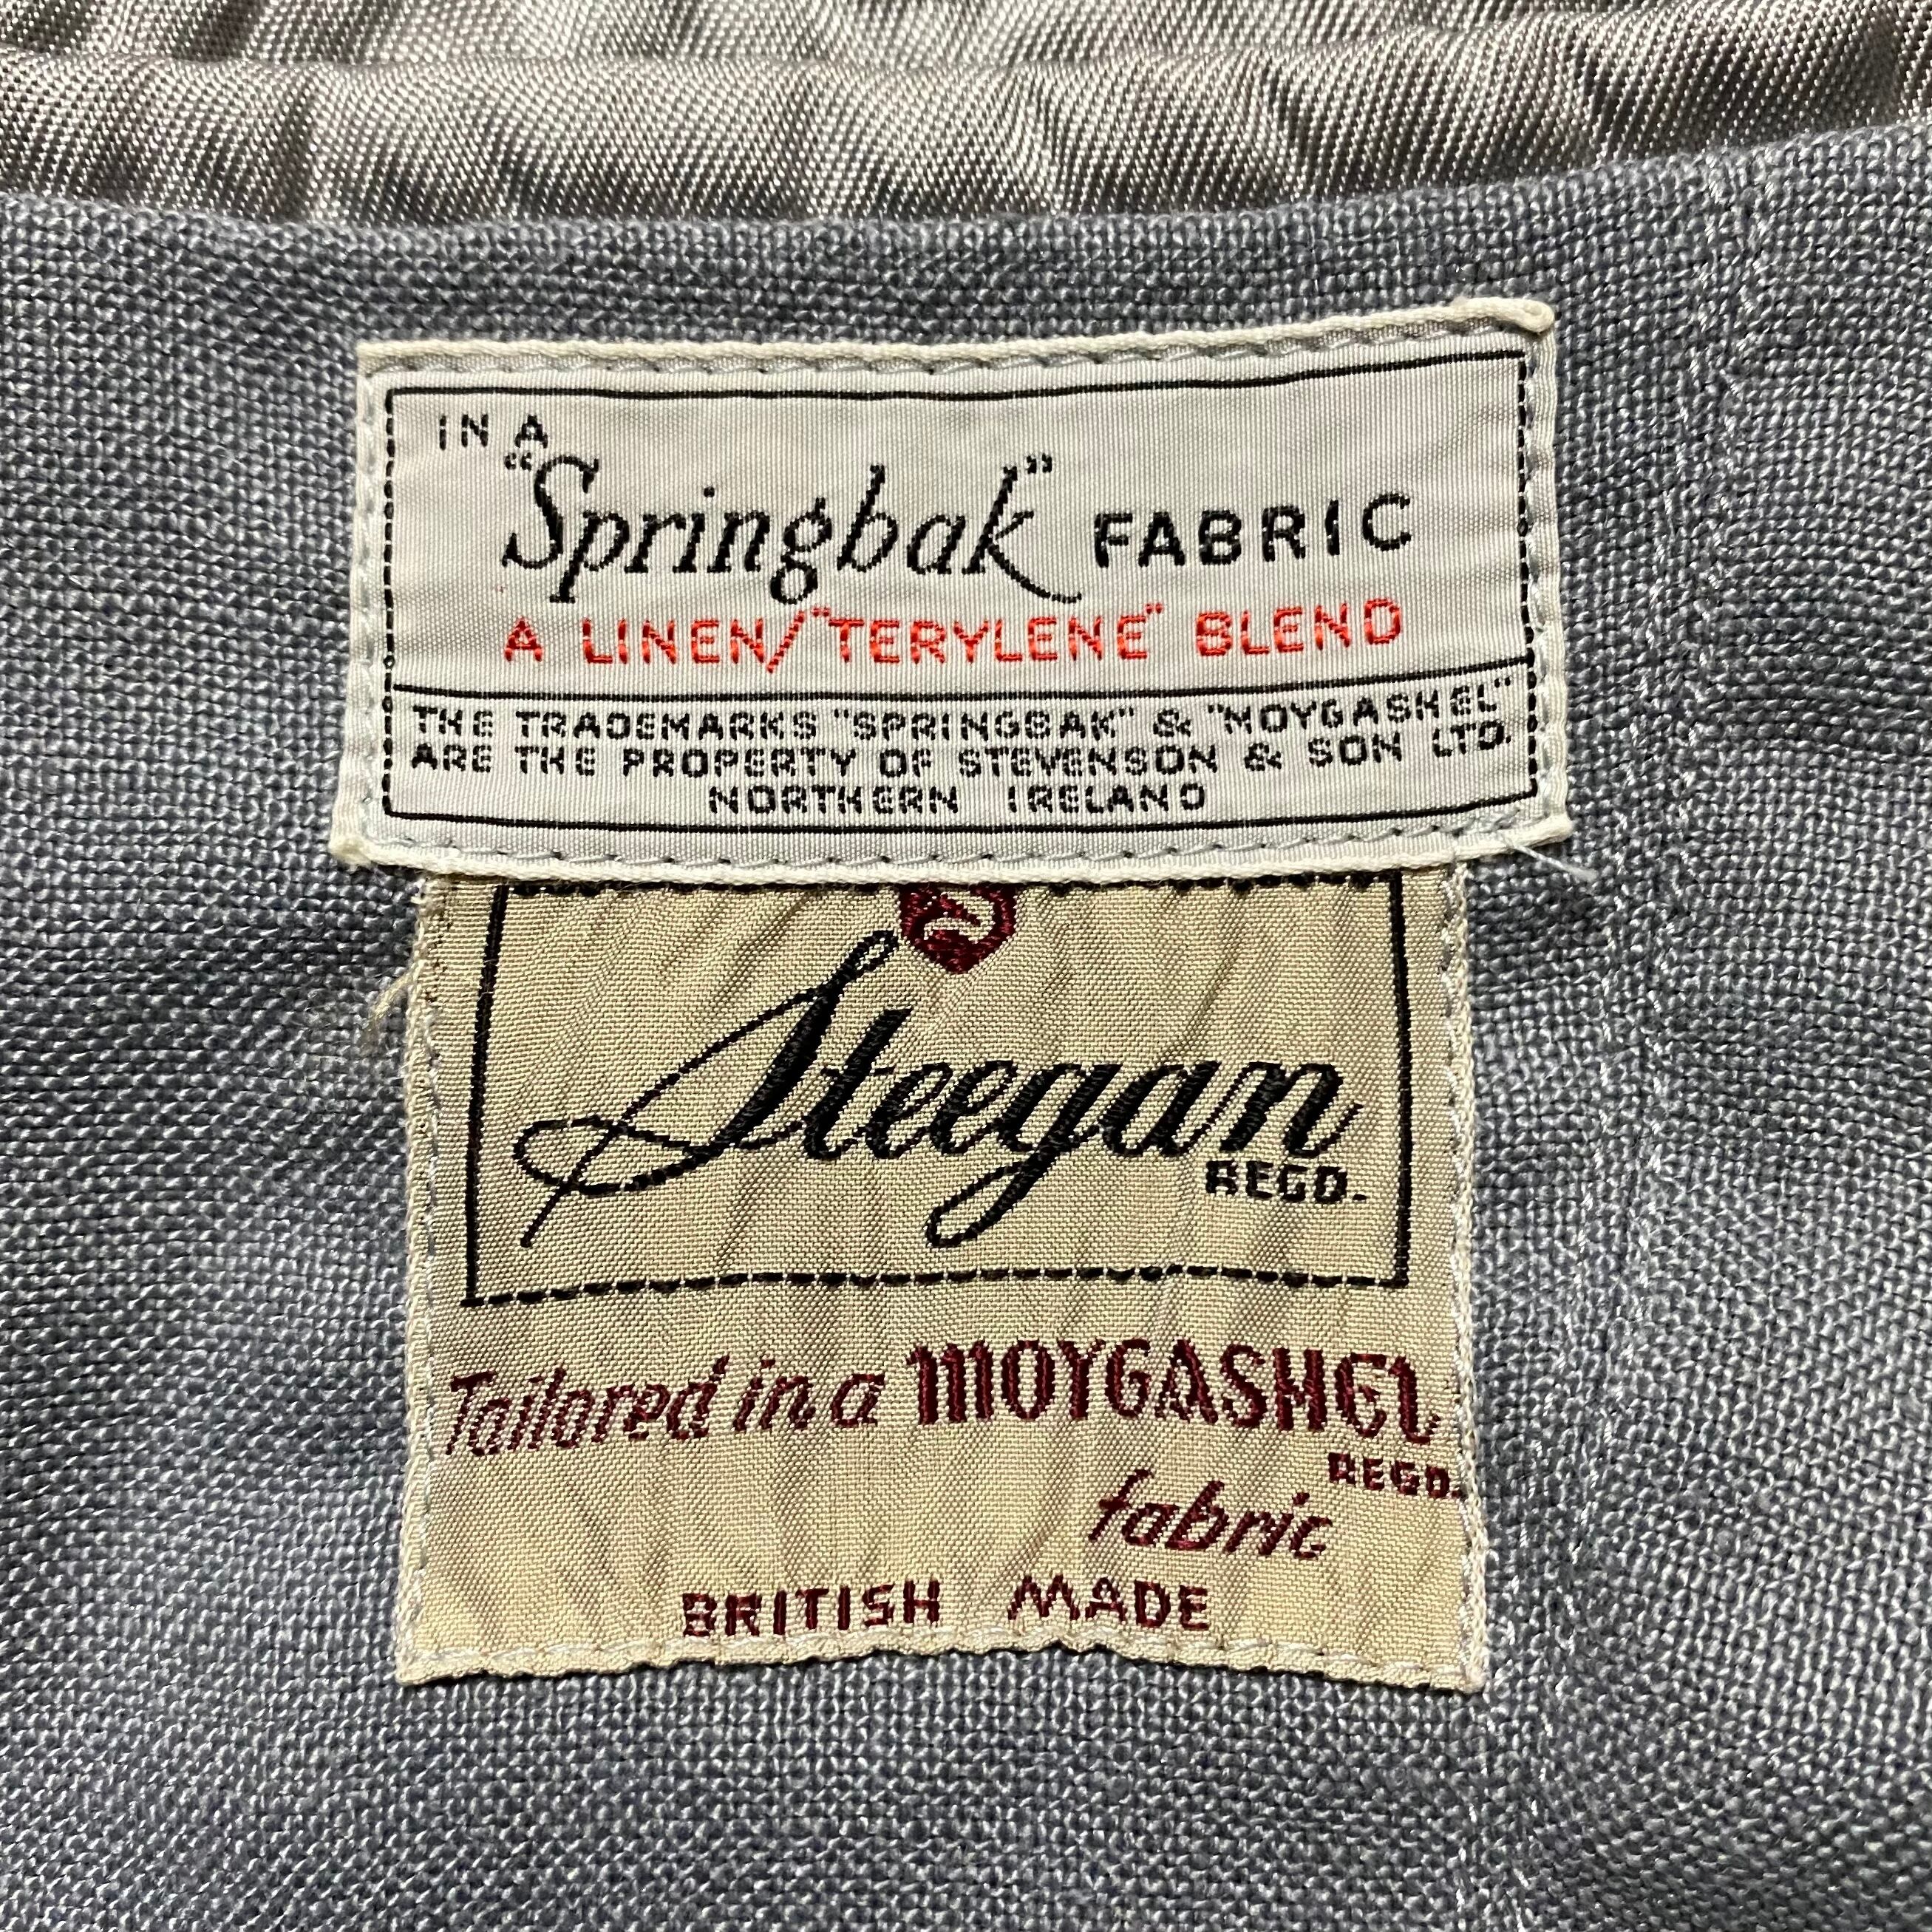 IN A
"Springbak" FABRIC
A LINEN/"TERYLENE" BLEND
THE TRADEMARKS "SPRINGBAK" & "MOYGASHEL"
ARE THE PROPERTY OF STEVENSON & SON LTD.
NORTHERN IRELAND
Steegan
REGD.
Tailored in a MOYGASHEL
REGD.
fabric
BRITISH MADE